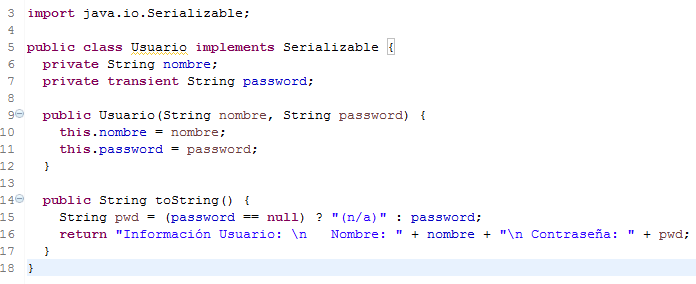 3 import java.io.Serializable;
4
5 public class Usuario implements Serializable {
6 private String nombre;
7 private transient String password;
8
9 public Usuario(String nombre, String password) {
10 this.nombre = nombre;
11 this.password = password;
12 }
13
14 public String toString() {
15 String pwd = (password == null) ? "(n/a)" : password;
16 return "Información Usuario: \n   Nombre: " + nombre + "\n Contraseña: " + pwd;
17 }
18 }